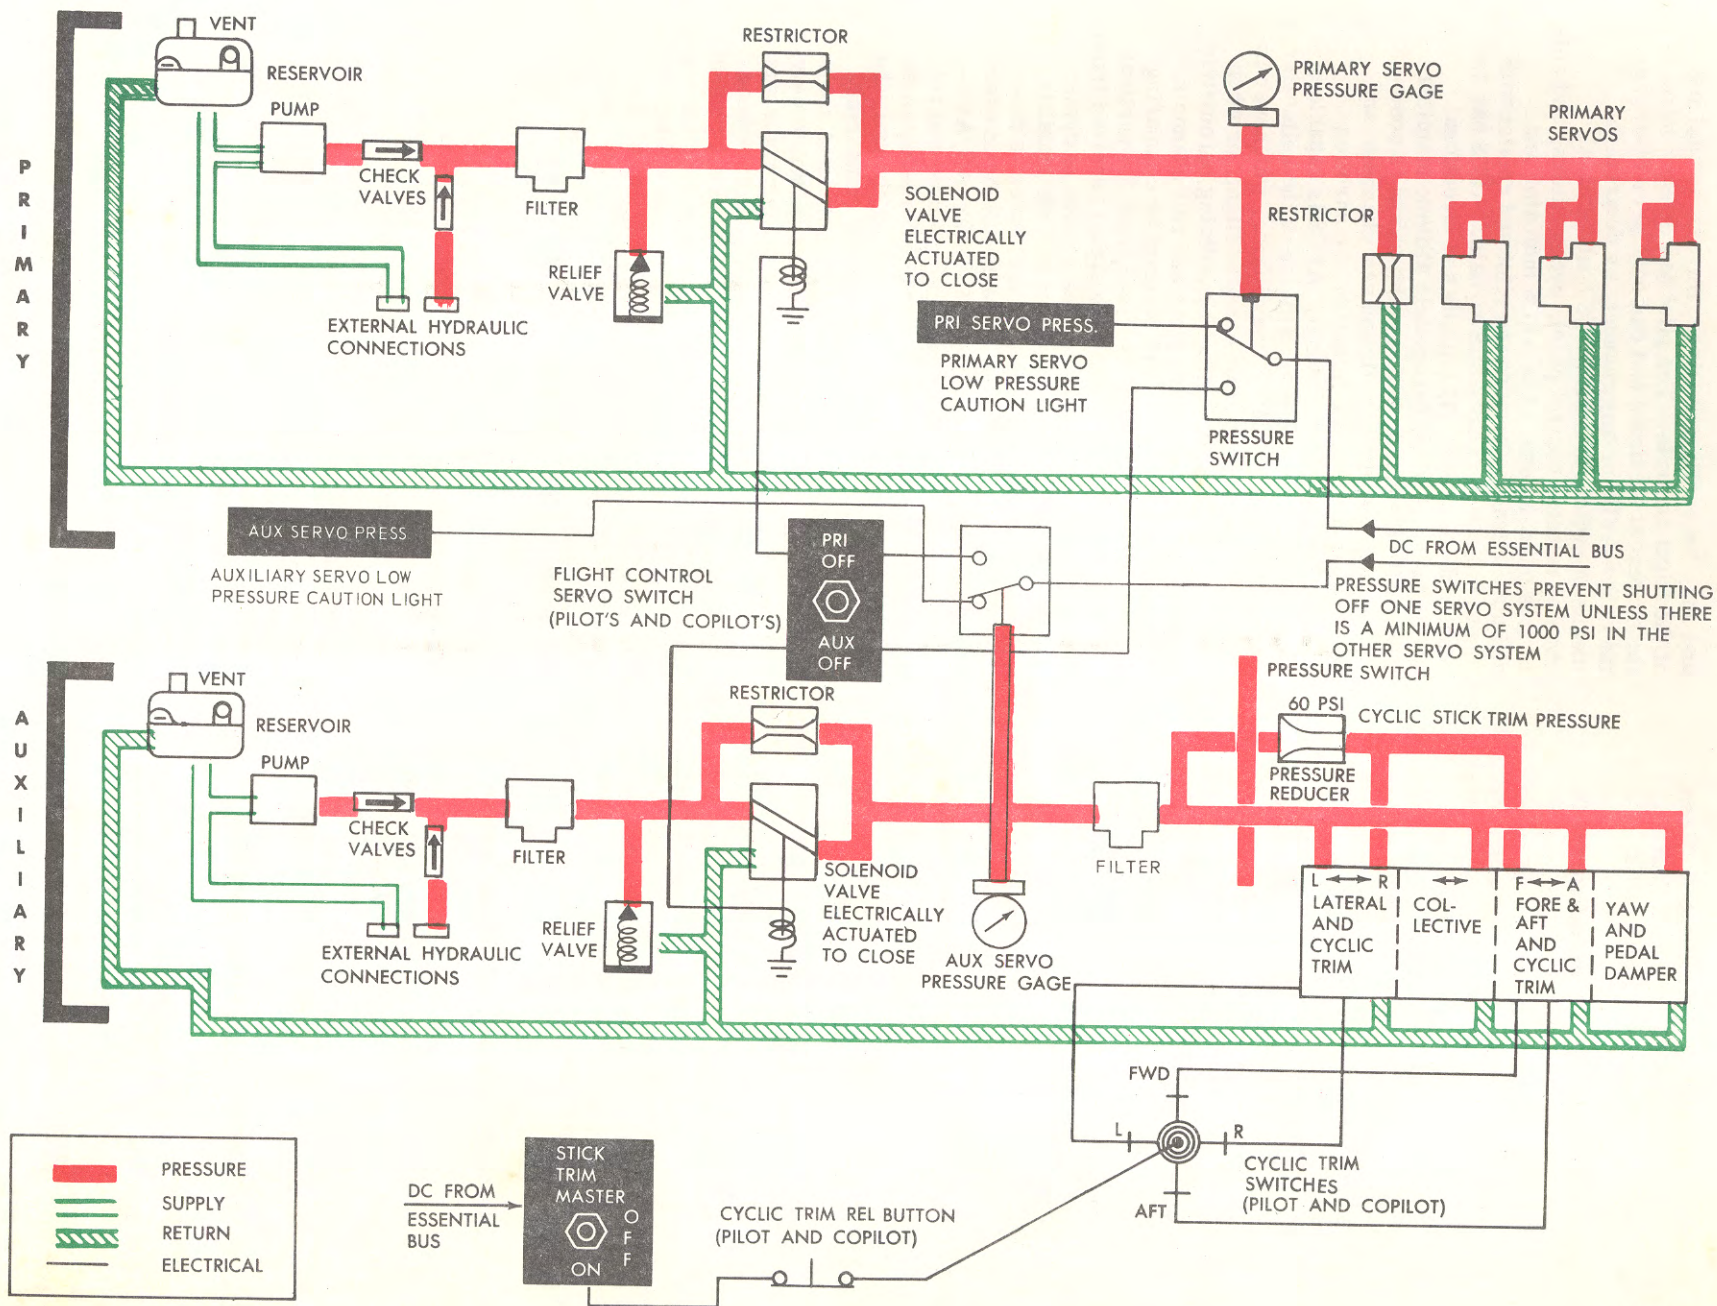 PRIMARY
VENT
RESERVOIR
PUMP
CHECK
VALVES
FILTER
EXTERNAL HYDRAULIC
CONNECTIONS
RELIEF
VALVE
RESTRICTOR
SOLENOID
VALVE
ELECTRICALLY
ACTUATED
TO CLOSE
PRIMARY SERVO
PRESSURE GAGE
PRIMARY
SERVOS
RESTRICTOR
PRI SERVO PRESS.
PRIMARY SERVO
LOW PRESSURE
CAUTION LIGHT
PRESSURE
SWITCH
AUX SERVO PRESS
AUXILIARY SERVO LOW
PRESSURE CAUTION LIGHT
FLIGHT CONTROL
SERVO SWITCH
(PILOT'S AND COPILOT'S)
PRI
OFF
AUX
OFF
DC FROM ESSENTIAL BUS
PRESSURE SWITCHES PREVENT SHUTTING
OFF ONE SERVO SYSTEM UNLESS THERE
IS A MINIMUM OF 1000 PSI IN THE
OTHER SERVO SYSTEM
PRESSURE SWITCH
AUXILIARY
VENT
RESERVOIR
PUMP
CHECK
VALVES
FILTER
EXTERNAL HYDRAULIC
CONNECTIONS
RELIEF
VALVE
RESTRICTOR
SOLENOID
VALVE
ELECTRICALLY
ACTUATED
TO CLOSE
AUX SERVO
PRESSURE GAGE
FILTER
60 PSI
CYCLIC STICK TRIM PRESSURE
PRESSURE
REDUCER
L R
LATERAL
AND
CYCLIC
TRIM
COL-
LECTIVE
F A
FORE &
AFT
AND
CYCLIC
TRIM
YAW
AND
PEDAL
DAMPER
FWD
L
R
AFT
CYCLIC TRIM
SWITCHES
(PILOT AND COPILOT)
PRESSURE
SUPPLY
RETURN
ELECTRICAL
DC FROM
ESSENTIAL
BUS
STICK
TRIM
MASTER
OFF
ON
CYCLIC TRIM REL BUTTON
(PILOT AND COPILOT)